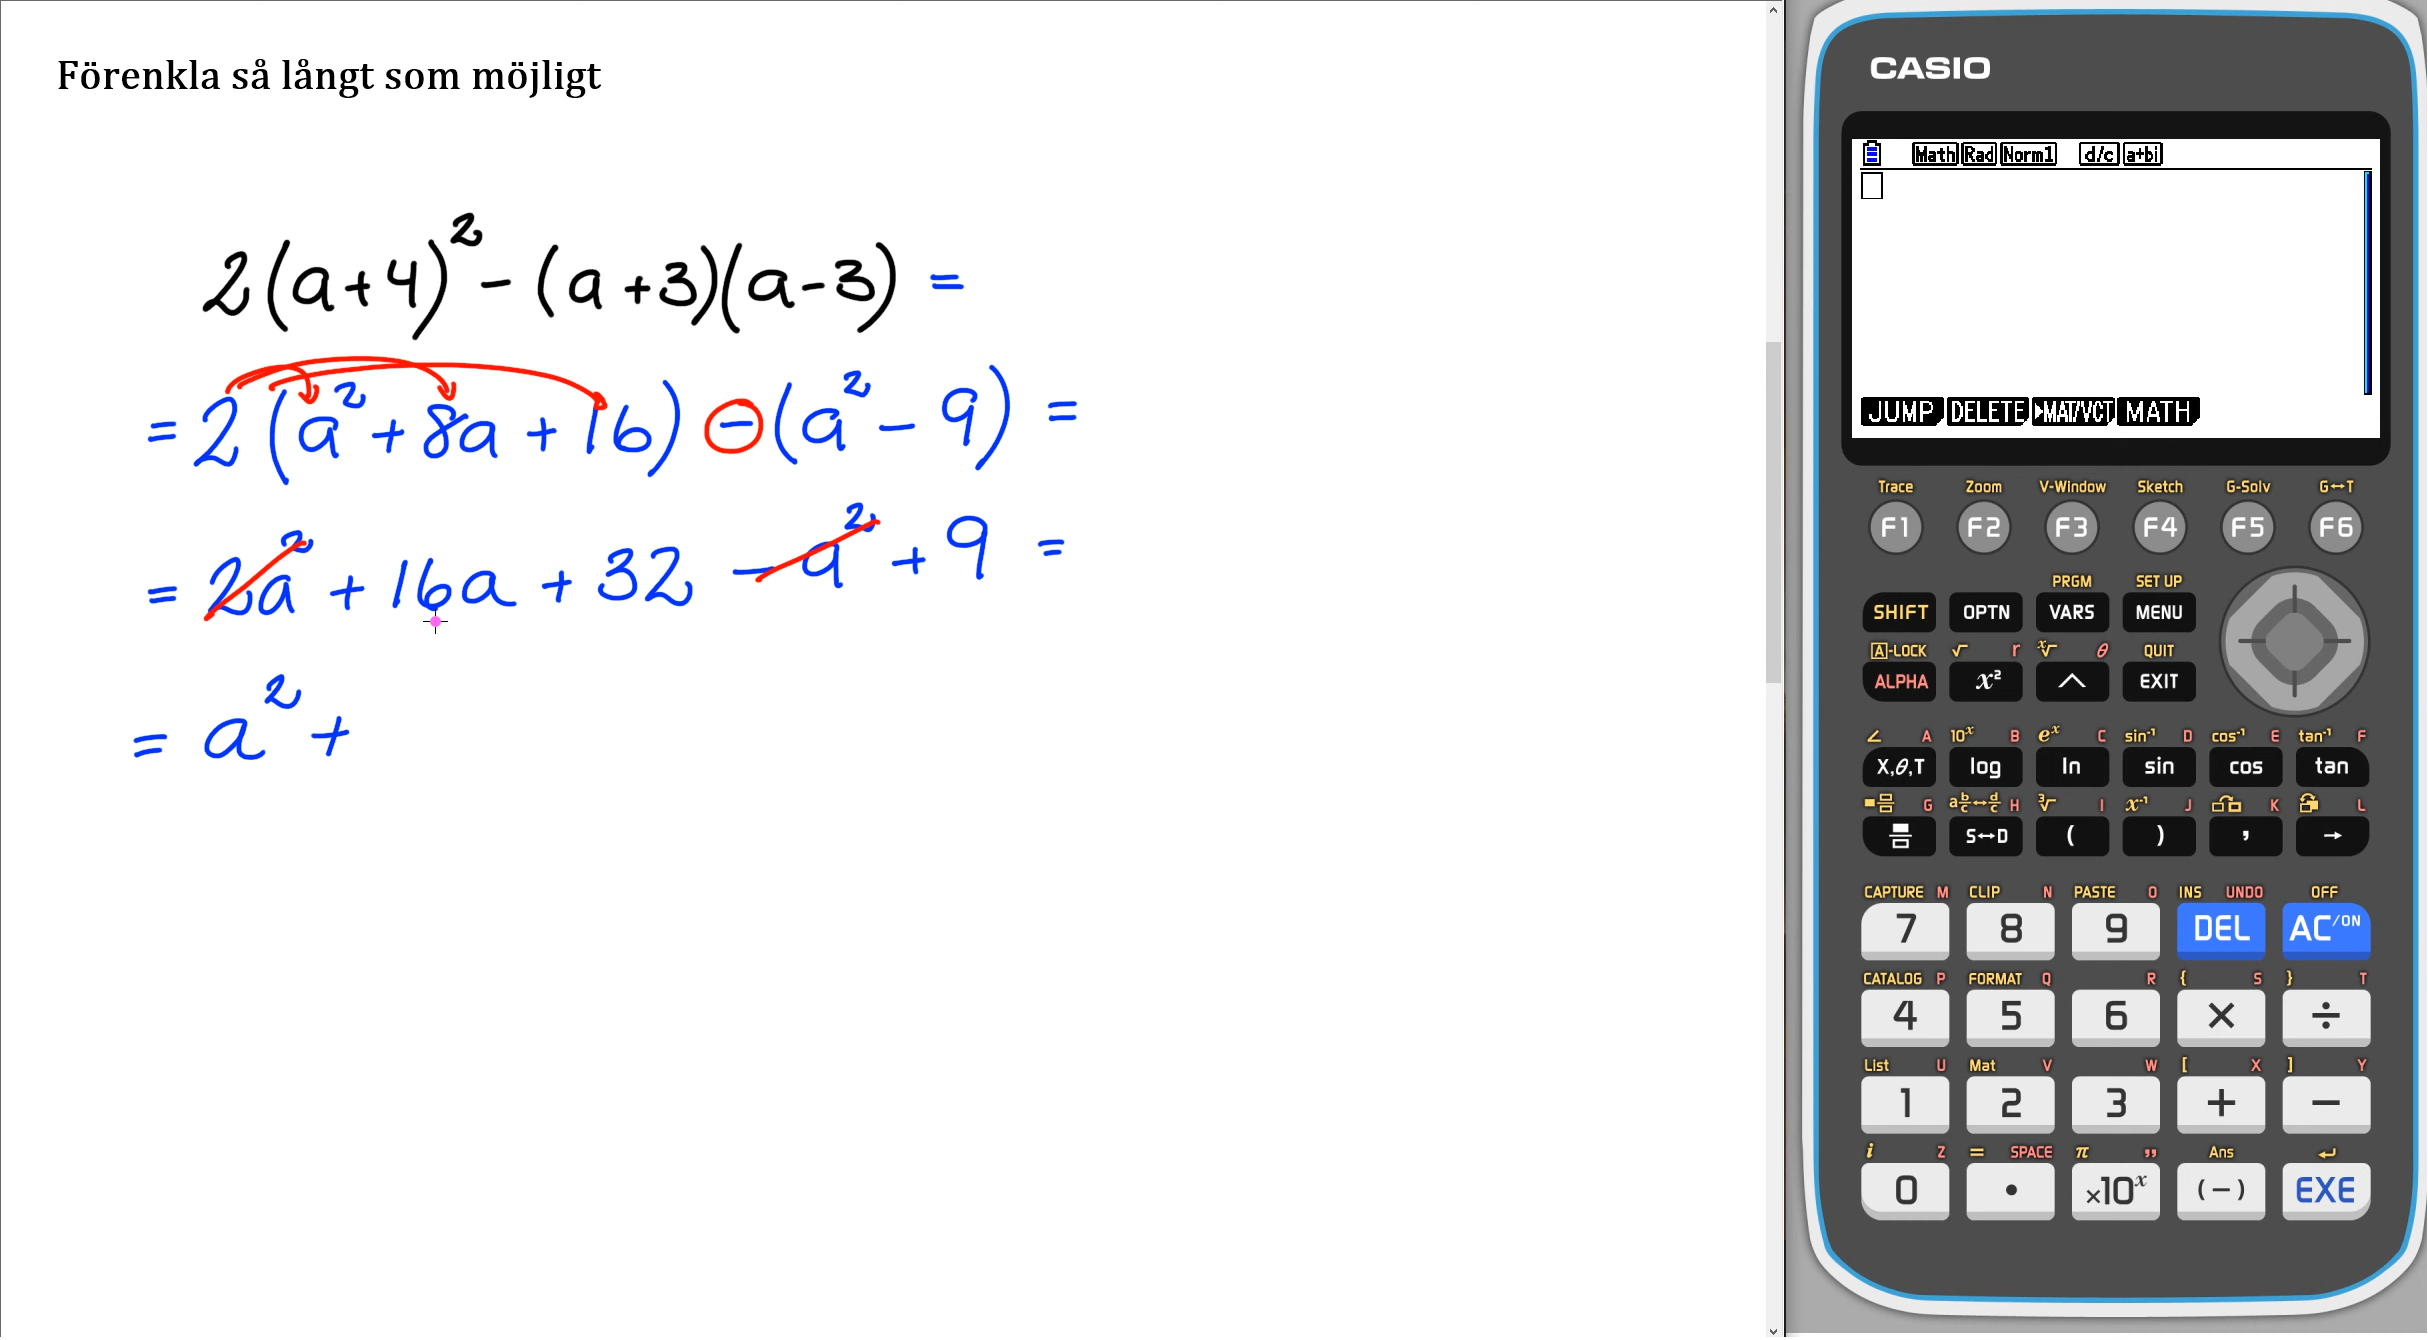 Förenkla så långt som möjligt
2(a+4)² - (a+3)(a-3) =
= 2(a² + 8a + 16) - (a² - 9) =
= 2a² + 16a + 32 - a² + 9 =
= a² +
CASIO
Math Rad Norm1 d/c a+bi
JUMP DELETE ►MAT/VCT MATH
Trace Zoom V-Window Sketch G-Solv G↔T
F1 F2 F3 F4 F5 F6
PRGM SET UP
SHIFT OPTN VARS MENU
A-LOCK √ r ˣ√ θ QUIT
ALPHA x² ^ EXIT
∠ A 10ˣ B eˣ C sin⁻¹ D cos⁻¹ E tan⁻¹ F
X,θ,T log ln sin cos tan
G a b/c↔d/c H ³√ I x⁻¹ J K L
S↔D ( ) , →
CAPTURE M CLIP N PASTE O INS UNDO OFF
7 8 9 DEL AC/ON
CATALOG P FORMAT Q R { S } T
4 5 6 × ÷
List U Mat V W [ X ] Y
1 2 3 + −
i Z = SPACE π " Ans ↵
0 • ×10ˣ (−) EXE